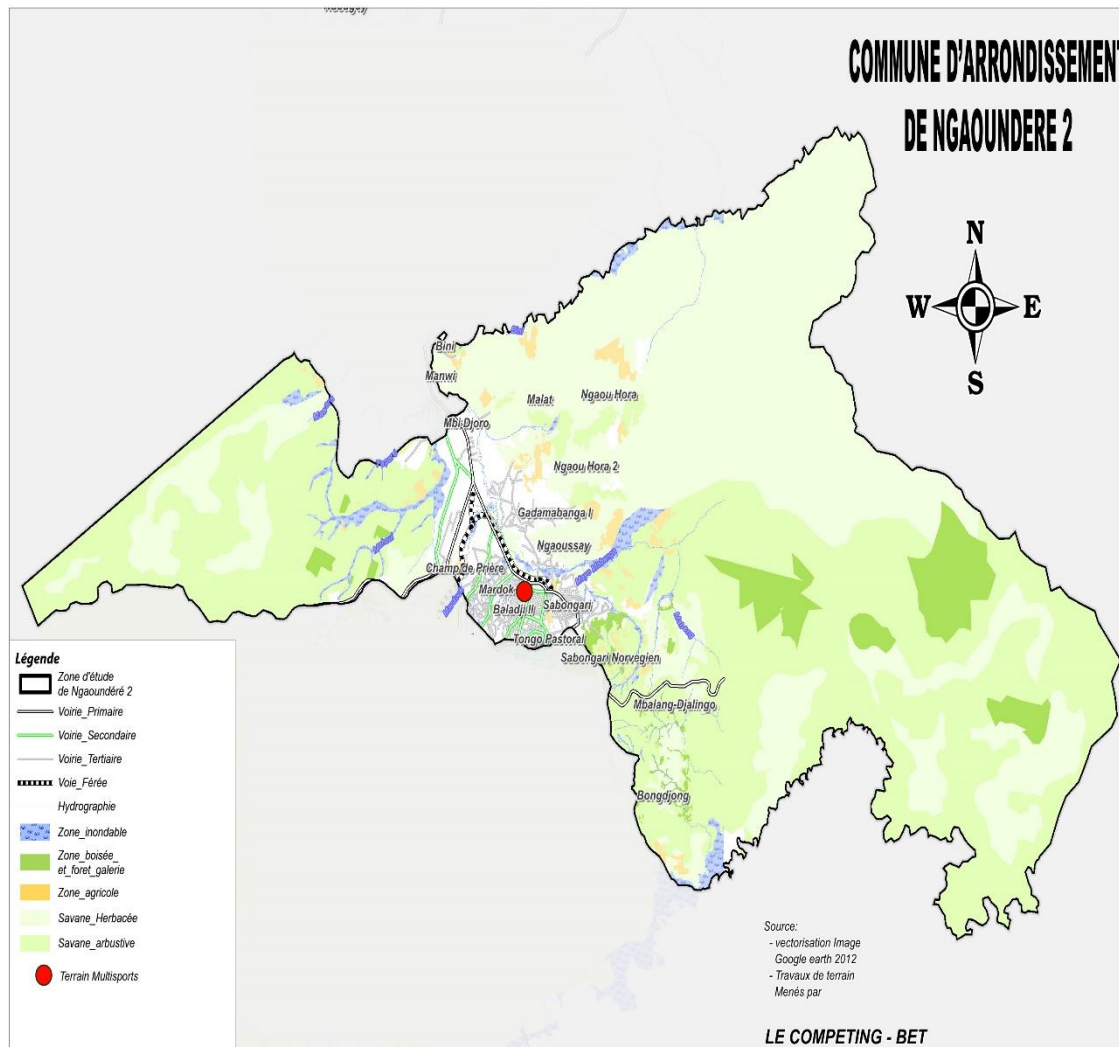 COMMUNE D'ARRONDISSEMENT
DE NGAOUNDERE 2
N
W E
S
Bini
Manwi
Malat
Ngaou Hora
Mbi Djoro
Ngaou Hora 2
Gadamabanga I
Ngaoussay
Champ de Prière
Mardok
Baladji II
Sabongari
Tongo Pastoral
Sabongari Norvegien
Mbalang-Djalingo
Bongdjong
Légende
Zone d'étude
de Ngaoundéré 2
Voirie_Primaire
Voirie_Secondaire
Voirie_Tertiaire
Voie_Férée
Hydrographie
Zone_inondable
Zone_boisée_
et_foret_galerie
Zone_agricole
Savane_Herbacée
Savane_arbustive
Terrain Multisports
Source:
- vectorisation Image
Google earth 2012
- Travaux de terrain
Menés par
LE COMPETING - BET